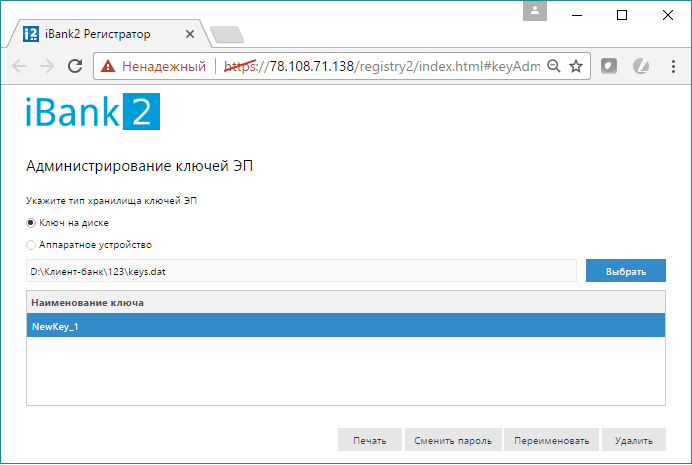 iBank2 Регистратор
Ненадежный https://78.108.71.138/registry2/index.html#keyAdm
iBank 2
Администрирование ключей ЭП
Укажите тип хранилища ключей ЭП
Ключ на диске
Аппаратное устройство
D:\Клиент-банк\123\keys.dat Выбрать
Наименование ключа
NewKey_1
Печать Сменить пароль Переименовать Удалить